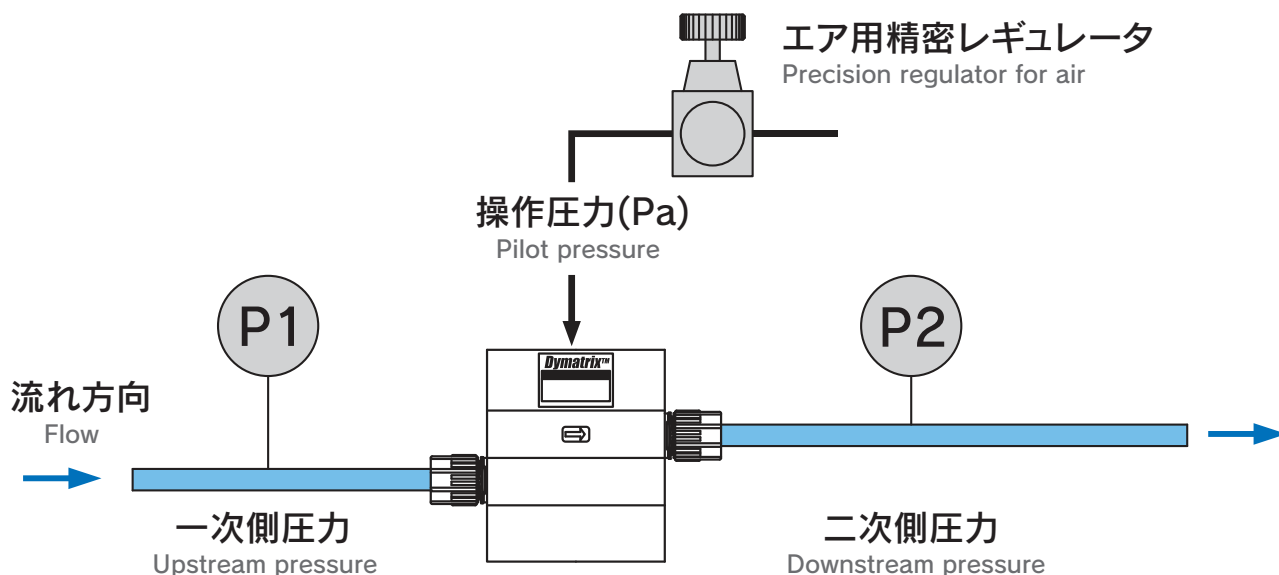 エア用精密レギュレータ
Precision regulator for air
操作圧力(Pa)
Pilot pressure
P1
P2
Dymatrix™
流れ方向
Flow
一次側圧力
Upstream pressure
二次側圧力
Downstream pressure